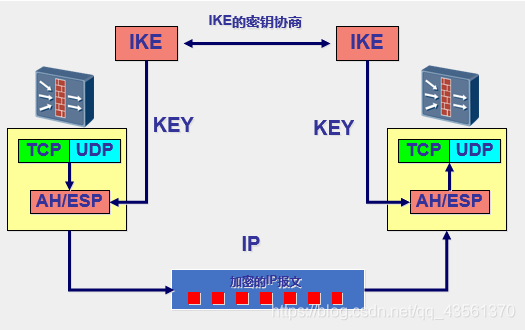 IKE的密钥协商
IKE
IKE
KEY
KEY
TCP UDP
TCP UDP
AH/ESP
AH/ESP
IP
加密的IP报文
https://blog.csdn.net/qq_43561370